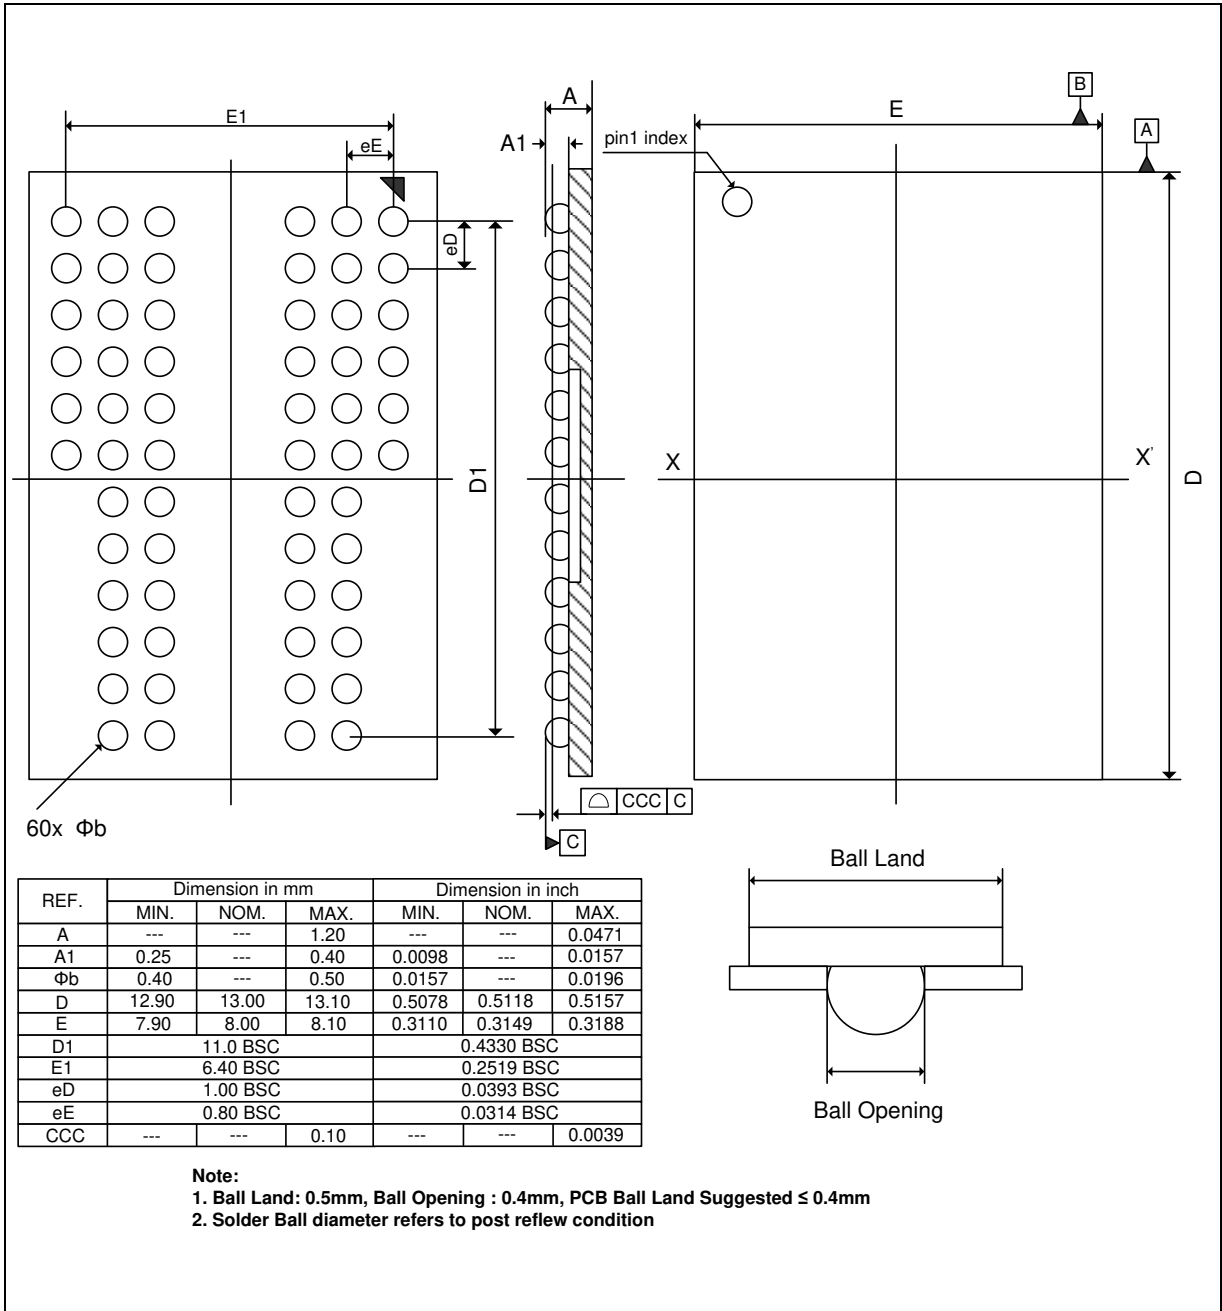 E1
eE
eD
D1
60x Φb
A
A1
CCC C
C
pin1 index
E
B
A
X
X'
D
Ball Land
Ball Opening
REF. Dimension in mm Dimension in inch
MIN. NOM. MAX. MIN. NOM. MAX.
A --- --- 1.20 --- --- 0.0471
A1 0.25 --- 0.40 0.0098 --- 0.0157
Φb 0.40 --- 0.50 0.0157 --- 0.0196
D 12.90 13.00 13.10 0.5078 0.5118 0.5157
E 7.90 8.00 8.10 0.3110 0.3149 0.3188
D1 11.0 BSC 0.4330 BSC
E1 6.40 BSC 0.2519 BSC
eD 1.00 BSC 0.0393 BSC
eE 0.80 BSC 0.0314 BSC
CCC --- --- 0.10 --- --- 0.0039
Note:
1. Ball Land: 0.5mm, Ball Opening : 0.4mm, PCB Ball Land Suggested ≤ 0.4mm
2. Solder Ball diameter refers to post reflew condition